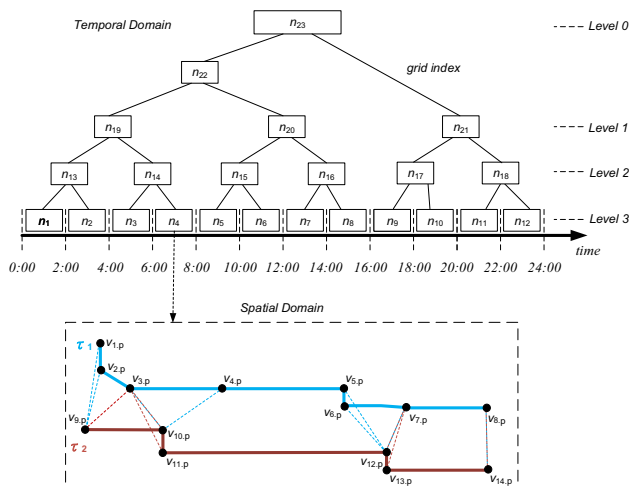 Temporal Domain
n23
Level 0
n22
grid index
n19
n20
n21
Level 1
n13
n14
n15
n16
n17
n18
Level 2
n1
n2
n3
n4
n5
n6
n7
n8
n9
n10
n11
n12
Level 3
time
0:00
2:00
4:00
6:00
8:00
10:00
12:00
14:00
16:00
18:00
20:00
22:00
24:00
Spatial Domain
τ 1
v1.p
v2.p
v3.p
v4.p
v5.p
v6.p
v7.p
v8.p
v9.p
v10.p
τ 2
v11.p
v12.p
v13.p
v14.p